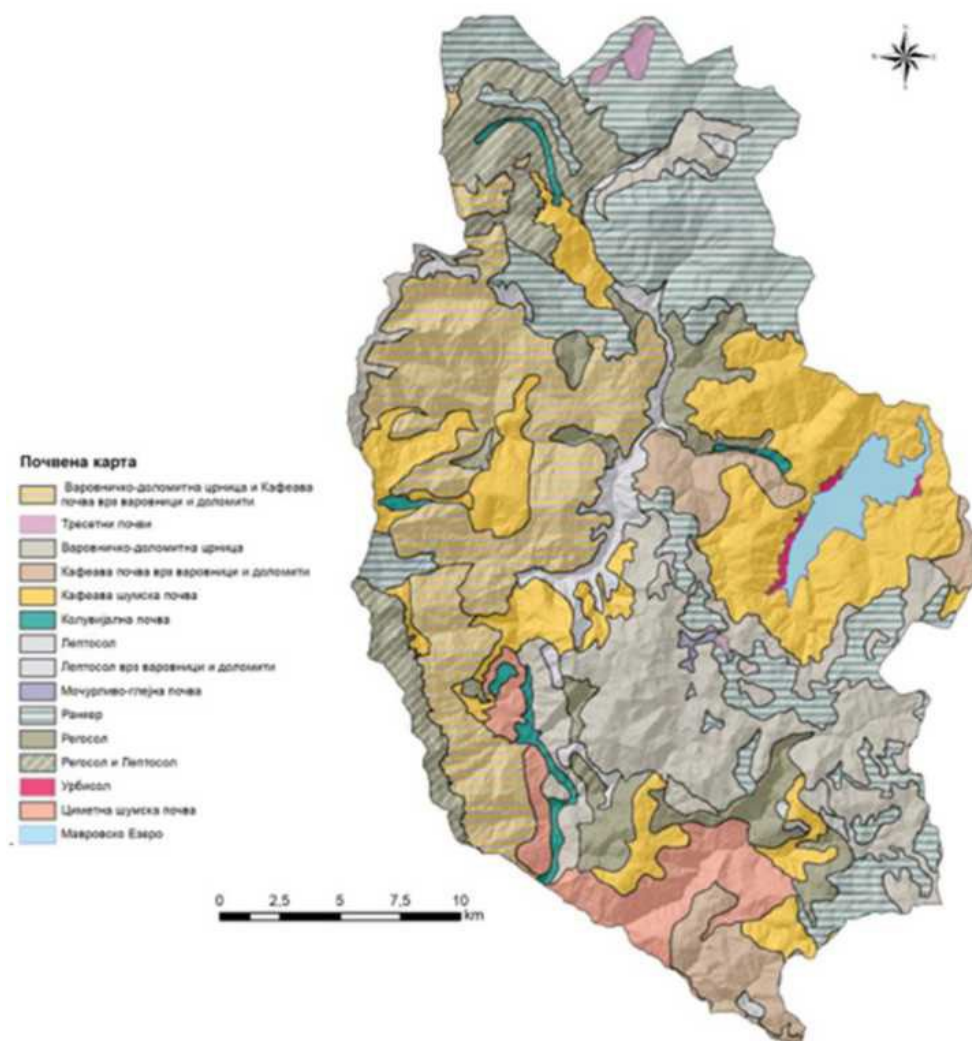 Почвена карта
Варовничко-доломитна црница и Кафеава
почва врз варовници и доломити
Тресетни почви
Варовничко-доломитна црница
Кафеава почва врз варовници и доломити
Кафеава шумска почва
Колувијална почва
Лептосол
Лептосол врз варовници и доломити
Мочурливо-глејна почва
Ранкер
Регосол
Регосол и Лептосол
Урбисол
Циметна шумска почва
Мавровско Езеро
0 2,5 5 7,5 10
km